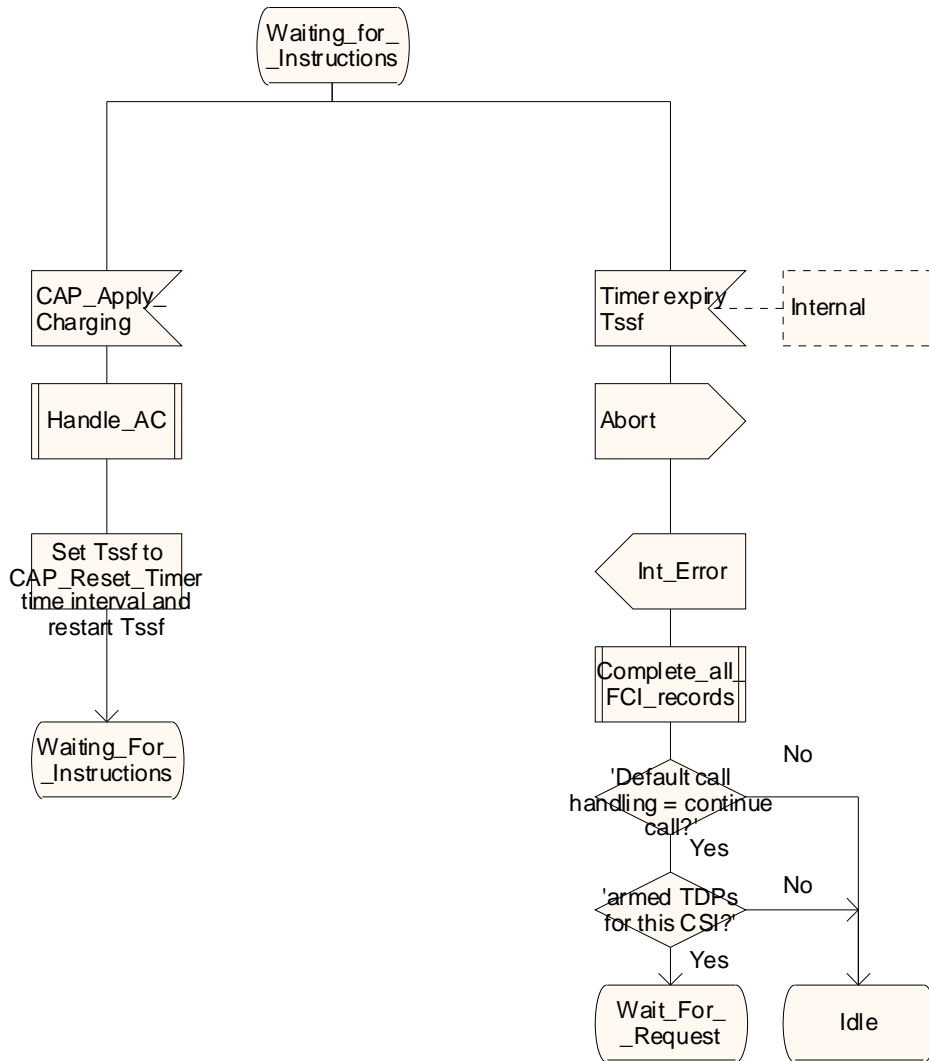 Waiting_for_
_Instructions
CAP_Apply_
Charging
Timer expiry
Tssf
Internal
Handle_AC
Abort
Set Tssf to
CAP_Reset_Timer
time interval and
restart Tssf
Int_Error
Complete_all_
FCI_records
Waiting_For_
_Instructions
No
'Default call
handling = continue
call?'
Yes
'armed TDPs
for this CSI?'
No
Yes
Wait_For_
_Request
Idle